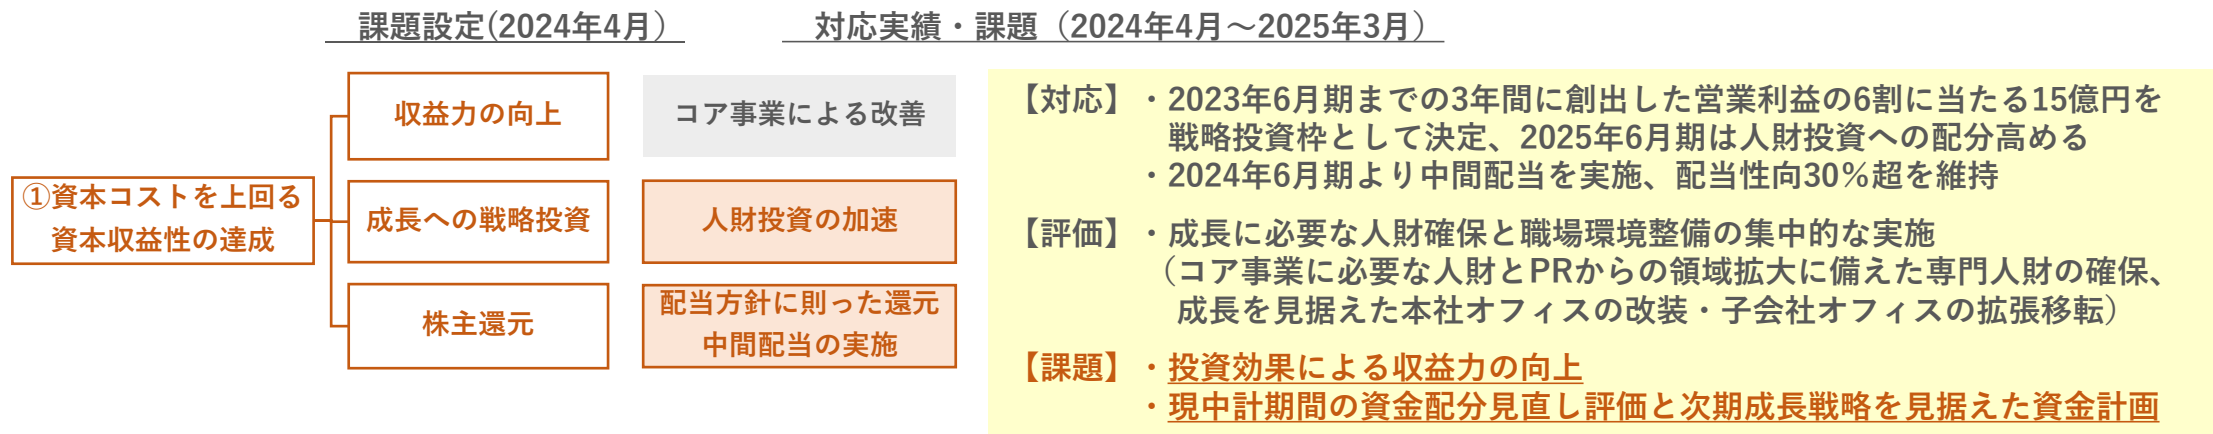 課題設定(2024年4月)
対応実績・課題（2024年4月～2025年3月）
①資本コストを上回る
資本収益性の達成
収益力の向上
成長への戦略投資
株主還元
コア事業による改善
人財投資の加速
配当方針に則った還元
中間配当の実施
【対応】・2023年6月期までの3年間に創出した営業利益の6割に当たる15億円を
戦略投資枠として決定、2025年6月期は人財投資への配分高める
・2024年6月期より中間配当を実施、配当性向30％超を維持
【評価】・成長に必要な人財確保と職場環境整備の集中的な実施
（コア事業に必要な人財とPRからの領域拡大に備えた専門人財の確保、
成長を見据えた本社オフィスの改装・子会社オフィスの拡張移転）
【課題】・投資効果による収益力の向上
・現中計期間の資金配分見直し評価と次期成長戦略を見据えた資金計画